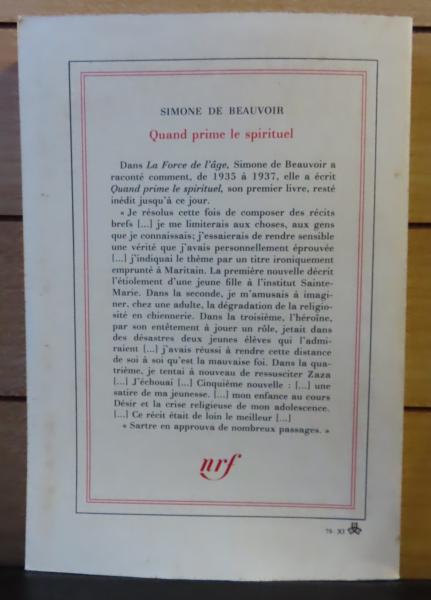 SIMONE DE BEAUVOIR
Quand prime le spirituel
Dans La Force de l'âge, Simone de Beauvoir a
raconté comment, de 1935 à 1937, elle a écrit
Quand prime le spirituel, son premier livre, resté
inédit jusqu'à ce jour.
« Je résolus cette fois de composer des récits
brefs [...] je me limiterais aux choses, aux gens
que je connaissais; j'essaierais de rendre sensible
une vérité que j'avais personnellement éprouvée
[...] j'indiquai le thème par un titre ironiquement
emprunté à Maritain. La première nouvelle décrit
l'étiolement d'une jeune fille à l'institut Sainte-
Marie. Dans la seconde, je m'amusais à imagi-
ner, chez une adulte, la dégradation de la religio-
sité en chiennerie. Dans la troisième, l'héroïne,
par son entêtement à jouer un rôle, jetait dans
des désastres deux jeunes élèves qui l'admi-
raient [...] j'avais réussi à rendre cette distance
de soi à soi qu'est la mauvaise foi. Dans la qua-
trième, je tentai à nouveau de ressusciter Zaza
[...] J'échouai [...] Cinquième nouvelle : [...] une
satire de ma jeunesse. [...] mon enfance au cours
Désir et la crise religieuse de mon adolescence.
[...] Ce récit était de loin le meilleur [...]
« Sartre en approuva de nombreux passages. »
nrf
79-XI